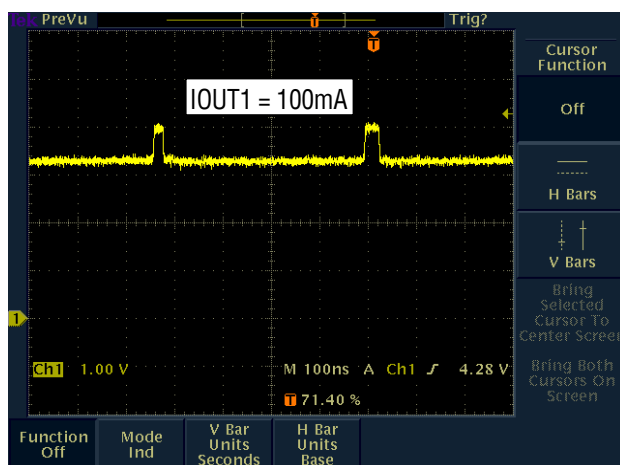 Tek PreVu
Trig?
Cursor
Function
Off
IOUT1 = 100mA
H Bars
V Bars
Bring
Selected
Cursor To
Center Screen
Bring Both
Cursors On
Screen
1
Ch1 1.00 V
M 100ns A Ch1 4.28 V
T 71.40 %
Function
Off
Mode
Ind
V Bar
Units
Seconds
H Bar
Units
Base